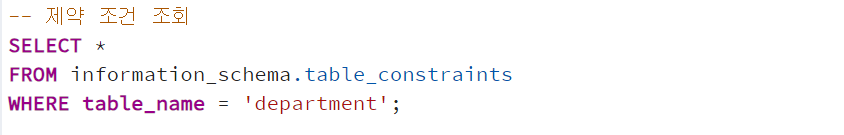 -- 제약 조건 조회
SELECT *
FROM information_schema.table_constraints
WHERE table_name = 'department';